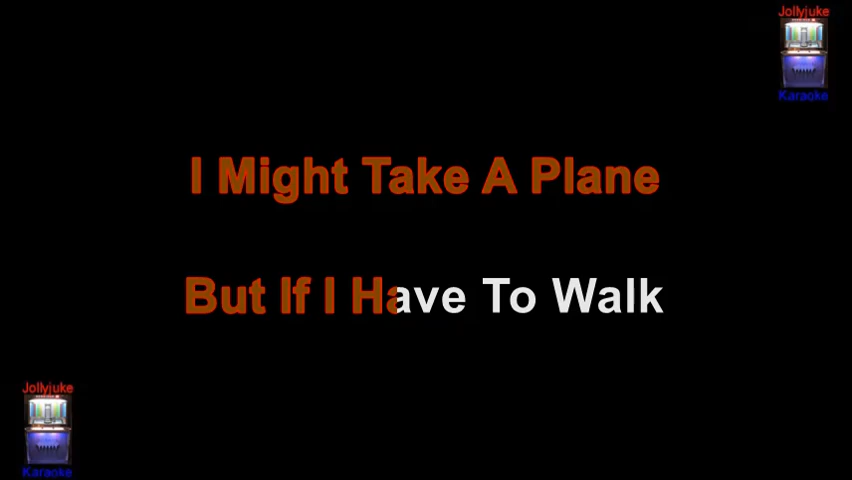 Jollyjuke
Karaoke
I Might Take A Plane
But If I Have To Walk
Jollyjuke
Karaoke